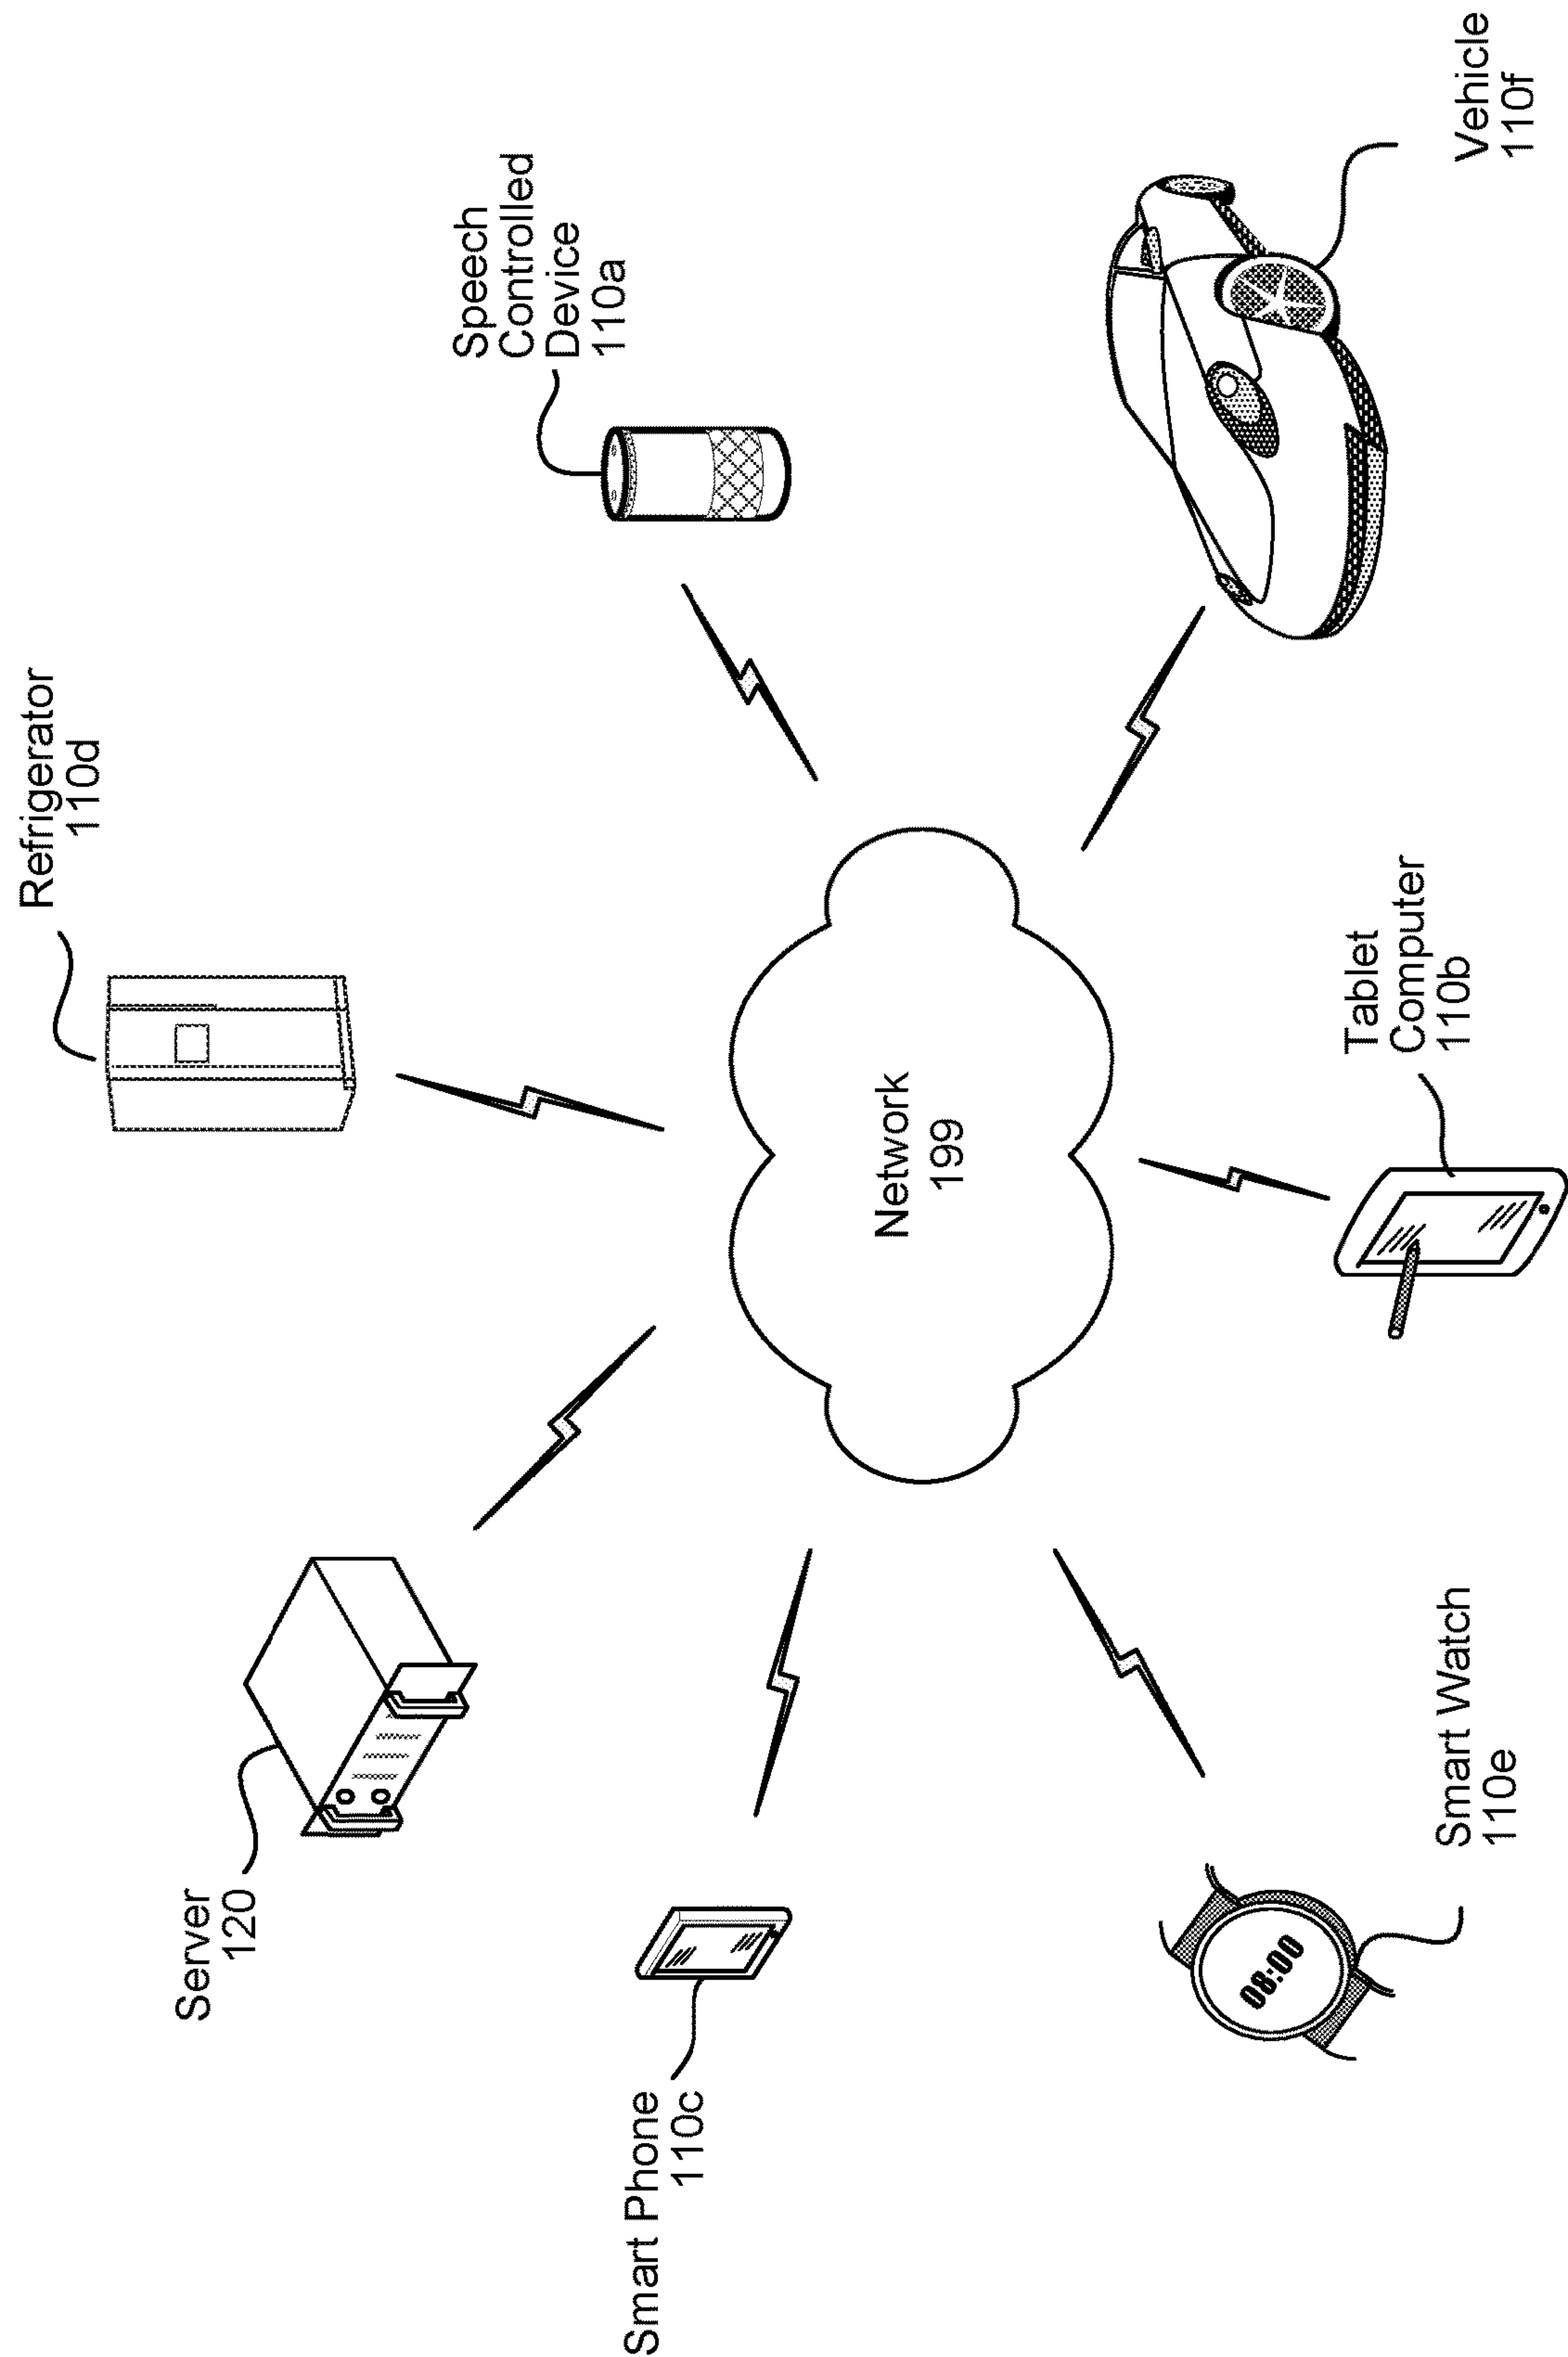 Server
120
Refrigerator
110d
Speech
Controlled
Device
110a
Smart Phone
110c
Network
199
Smart Watch
110e
08:00
Tablet
Computer
110b
Vehicle
110f